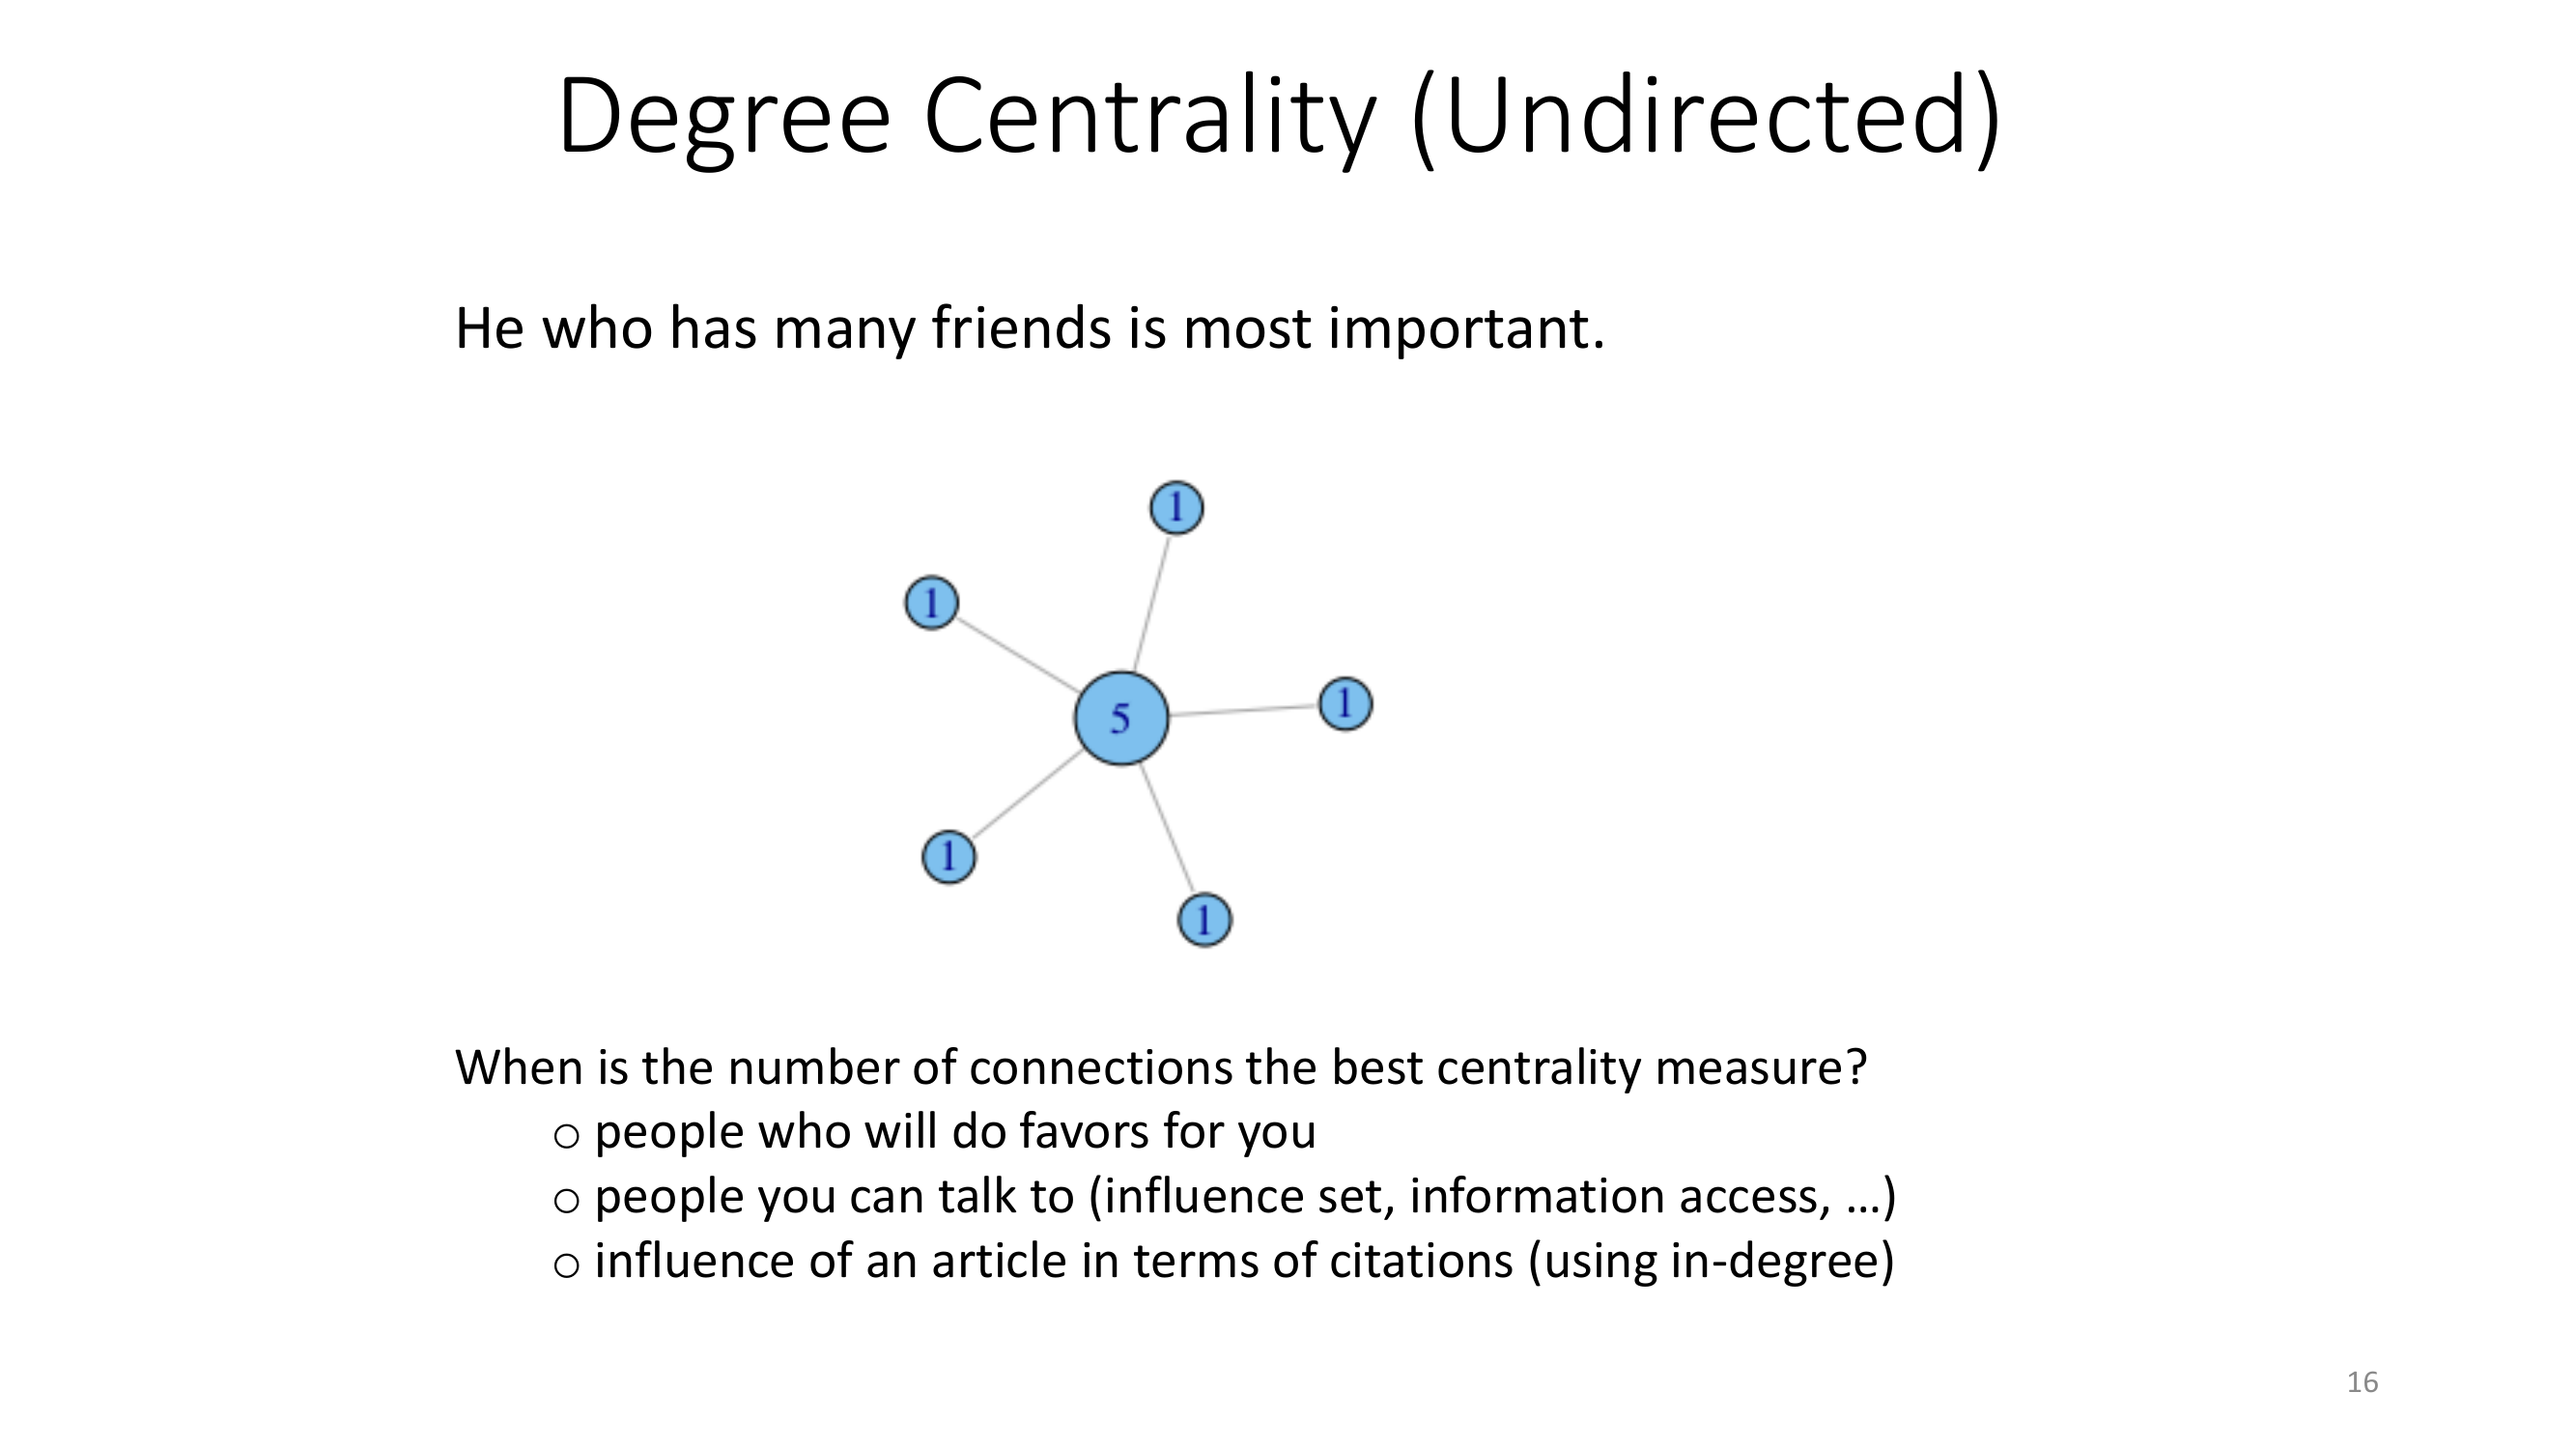 Degree Centrality (Undirected)
He who has many friends is most important.
1
1
1
5
1
1
When is the number of connections the best centrality measure?
o people who will do favors for you
o people you can talk to (influence set, information access, …)
o influence of an article in terms of citations (using in-degree)
16